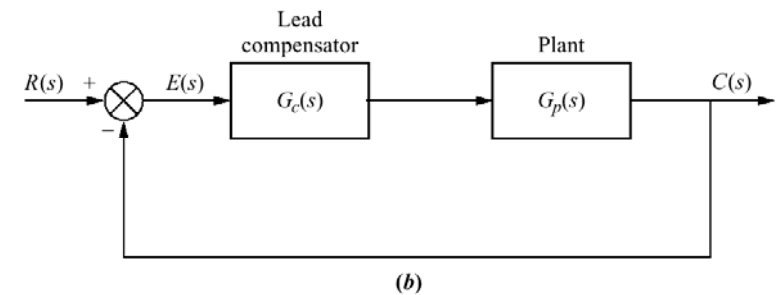 Lead
compensator
Plant
R(s) + E(s) G_c(s) G_p(s) C(s)
−
(b)